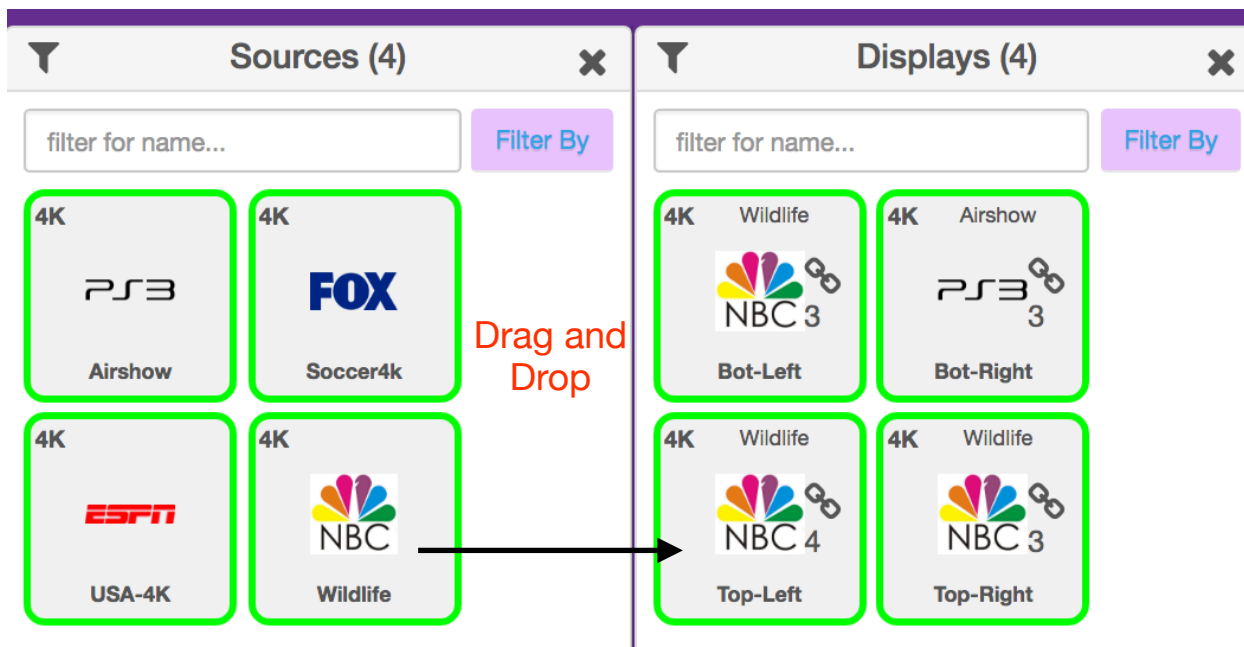 Sources (4)
filter for name...
Filter By
4K
PS3
Airshow
4K
FOX
Soccer4k
4K
ESPN
USA-4K
4K
NBC
Wildlife
Drag and
Drop
Displays (4)
filter for name...
Filter By
4K Wildlife
NBC 3
Bot-Left
4K Airshow
PS3
3
Bot-Right
4K Wildlife
NBC 4
Top-Left
4K Wildlife
NBC 3
Top-Right